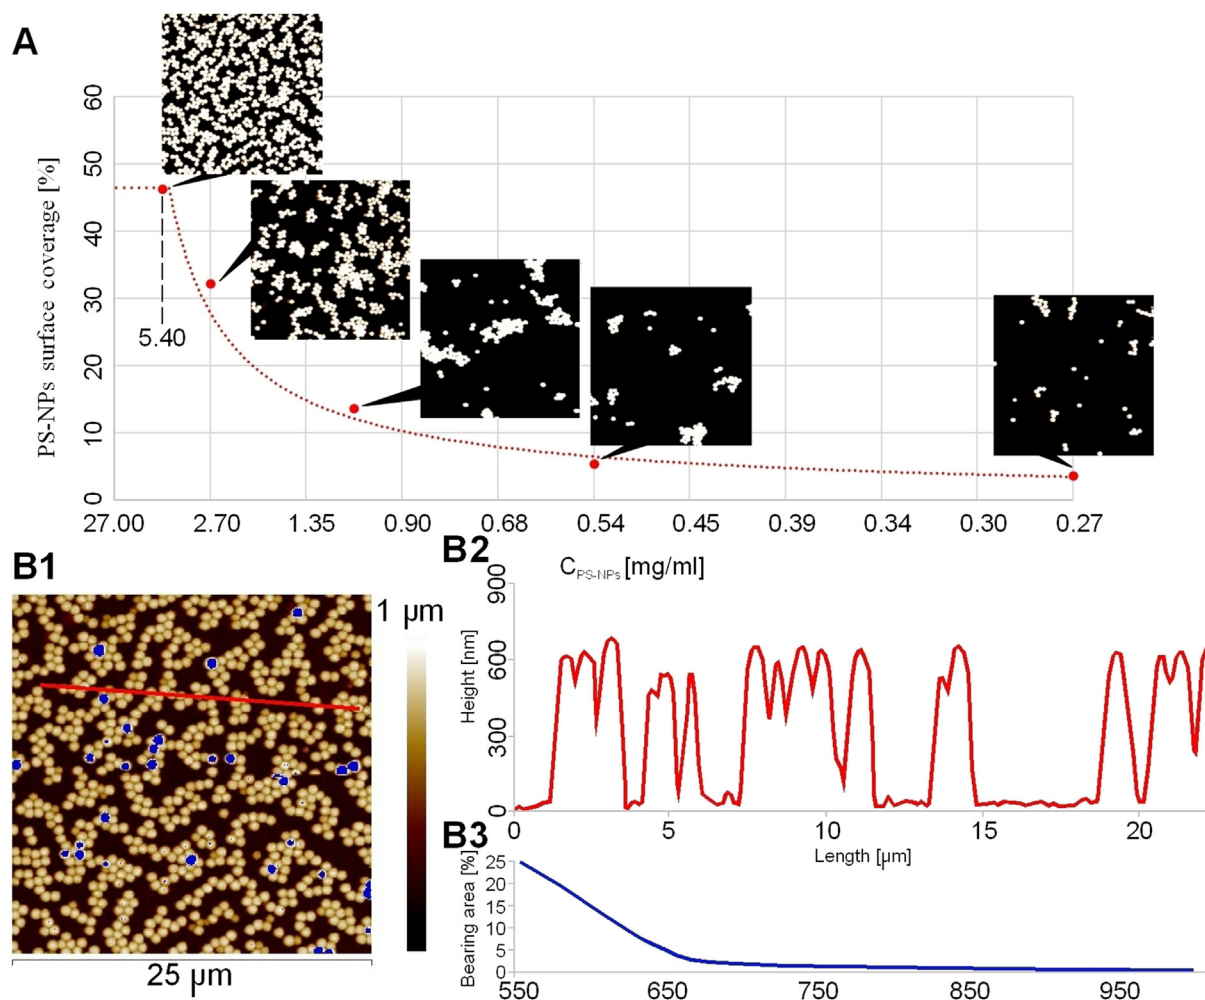 A
PS-NPs surface coverage [%]
60
50
40
30
20
10
0
5.40
27.00 2.70 1.35 0.90 0.68 0.54 0.45 0.39 0.34 0.30 0.27
C PS-NPs [mg/ml]
B1
1 µm
25 µm
B2
Height [nm]
900
600
300
0
0 5 10 15 20
Length [µm]
B3
Bearing area [%]
25
20
15
10
5
0
550 650 750 850 950